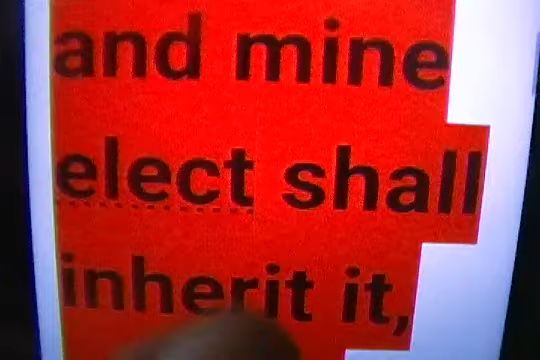 and mine
elect shall
inherit it,